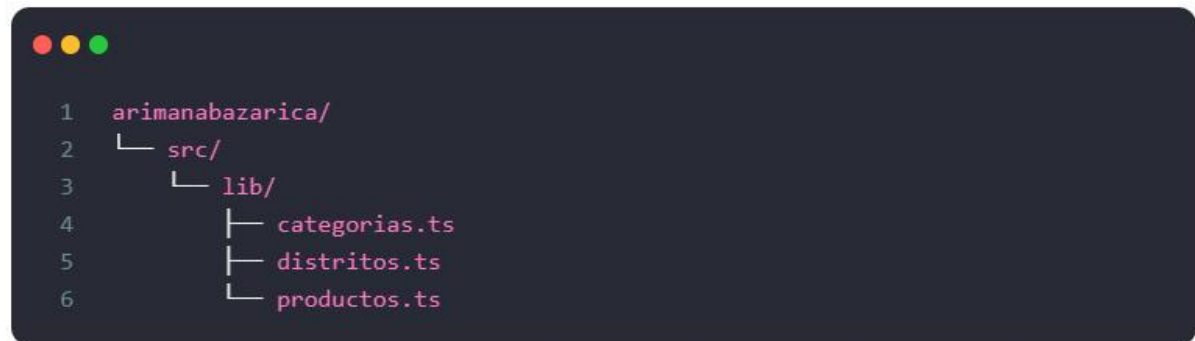 1 arimanabazarica/
2 └── src/
3     └── lib/
4         ├── categorias.ts
5         ├── distritos.ts
6         └── productos.ts